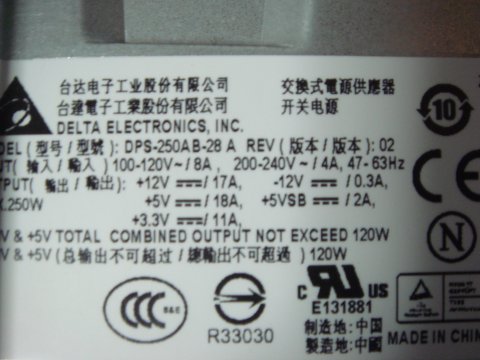 台达电子工业股份有限公司 交換式電源供應器
台達電子工業股份有限公司 开关电源
DELTA ELECTRONICS, INC.
DEL (型号 / 型號): DPS-250AB-28 A REV (版本 / 版本): 02
UT( 输入 / 輸入 ) 100-120V~ / 8A, 200-240V~ / 4A, 47-63Hz
TPUT( 输出 / 輸出): +12V / 17A, -12V / 0.3A,
X.250W +5V / 18A, +5VSB / 2A,
+3.3V / 11A,
V & +5V TOTAL COMBINED OUTPUT NOT EXCEED 120W
V & +5V (总输出不可超过 / 總輸出不可超過) 120W
10
CE
N
CCC S&E
R33030
c RU US
E131881
制造地: 中国
製造地: 中國
MADE IN CHIN